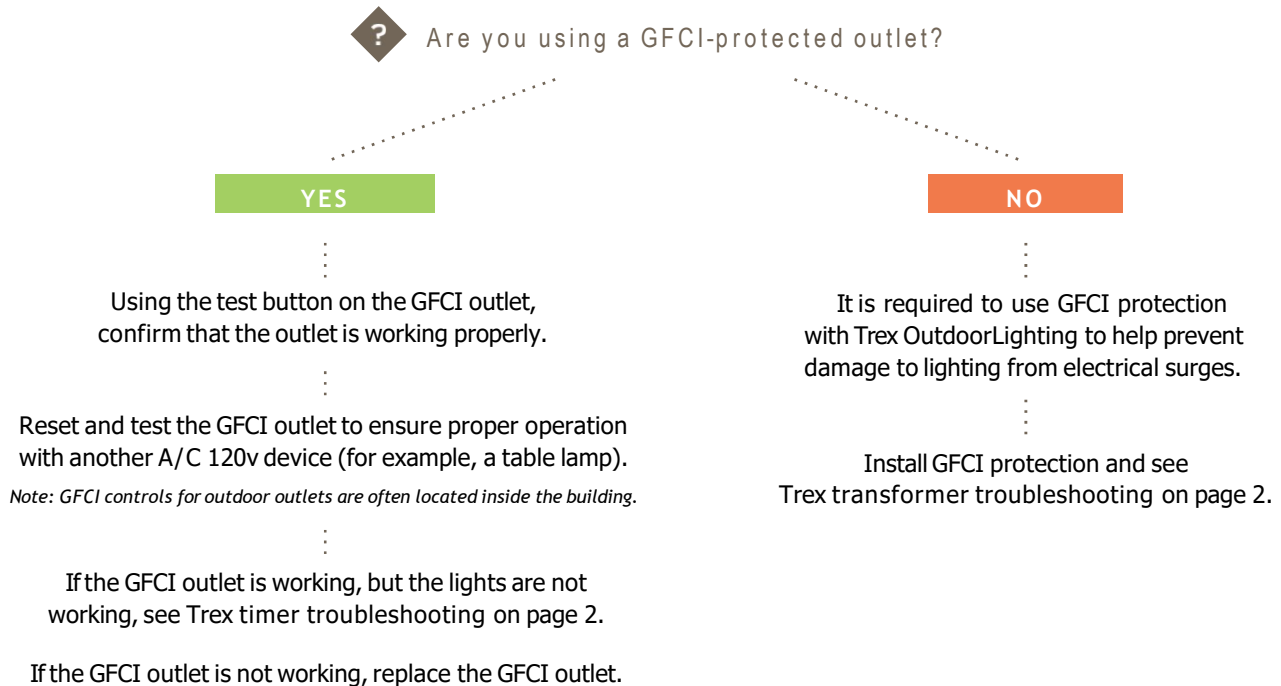 ?
Are you using a GFCI-protected outlet?
YES
Using the test button on the GFCI outlet,
confirm that the outlet is working properly.
Reset and test the GFCI outlet to ensure proper operation
with another A/C 120v device (for example, a table lamp).
Note: GFCI controls for outdoor outlets are often located inside the building.
If the GFCI outlet is working, but the lights are not
working, see Trex timer troubleshooting on page 2.
If the GFCI outlet is not working, replace the GFCI outlet.
NO
It is required to use GFCI protection
with Trex OutdoorLighting to help prevent
damage to lighting from electrical surges.
Install GFCI protection and see
Trex transformer troubleshooting on page 2.